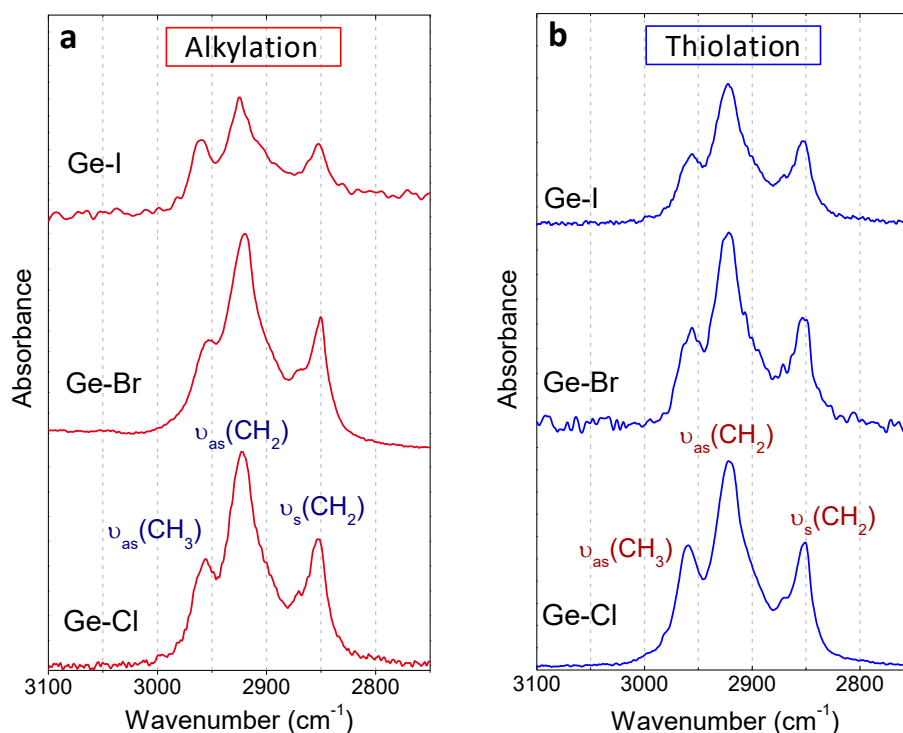 a
Alkylation
Ge-I
Ge-Br
υas(CH2)
υs(CH2)
υas(CH3)
Ge-Cl
Absorbance
3100 3000 2900 2800
Wavenumber (cm-1)
b
Thiolation
Ge-I
Ge-Br
υas(CH2)
υs(CH2)
υas(CH3)
Ge-Cl
Absorbance
3100 3000 2900 2800
Wavenumber (cm-1)